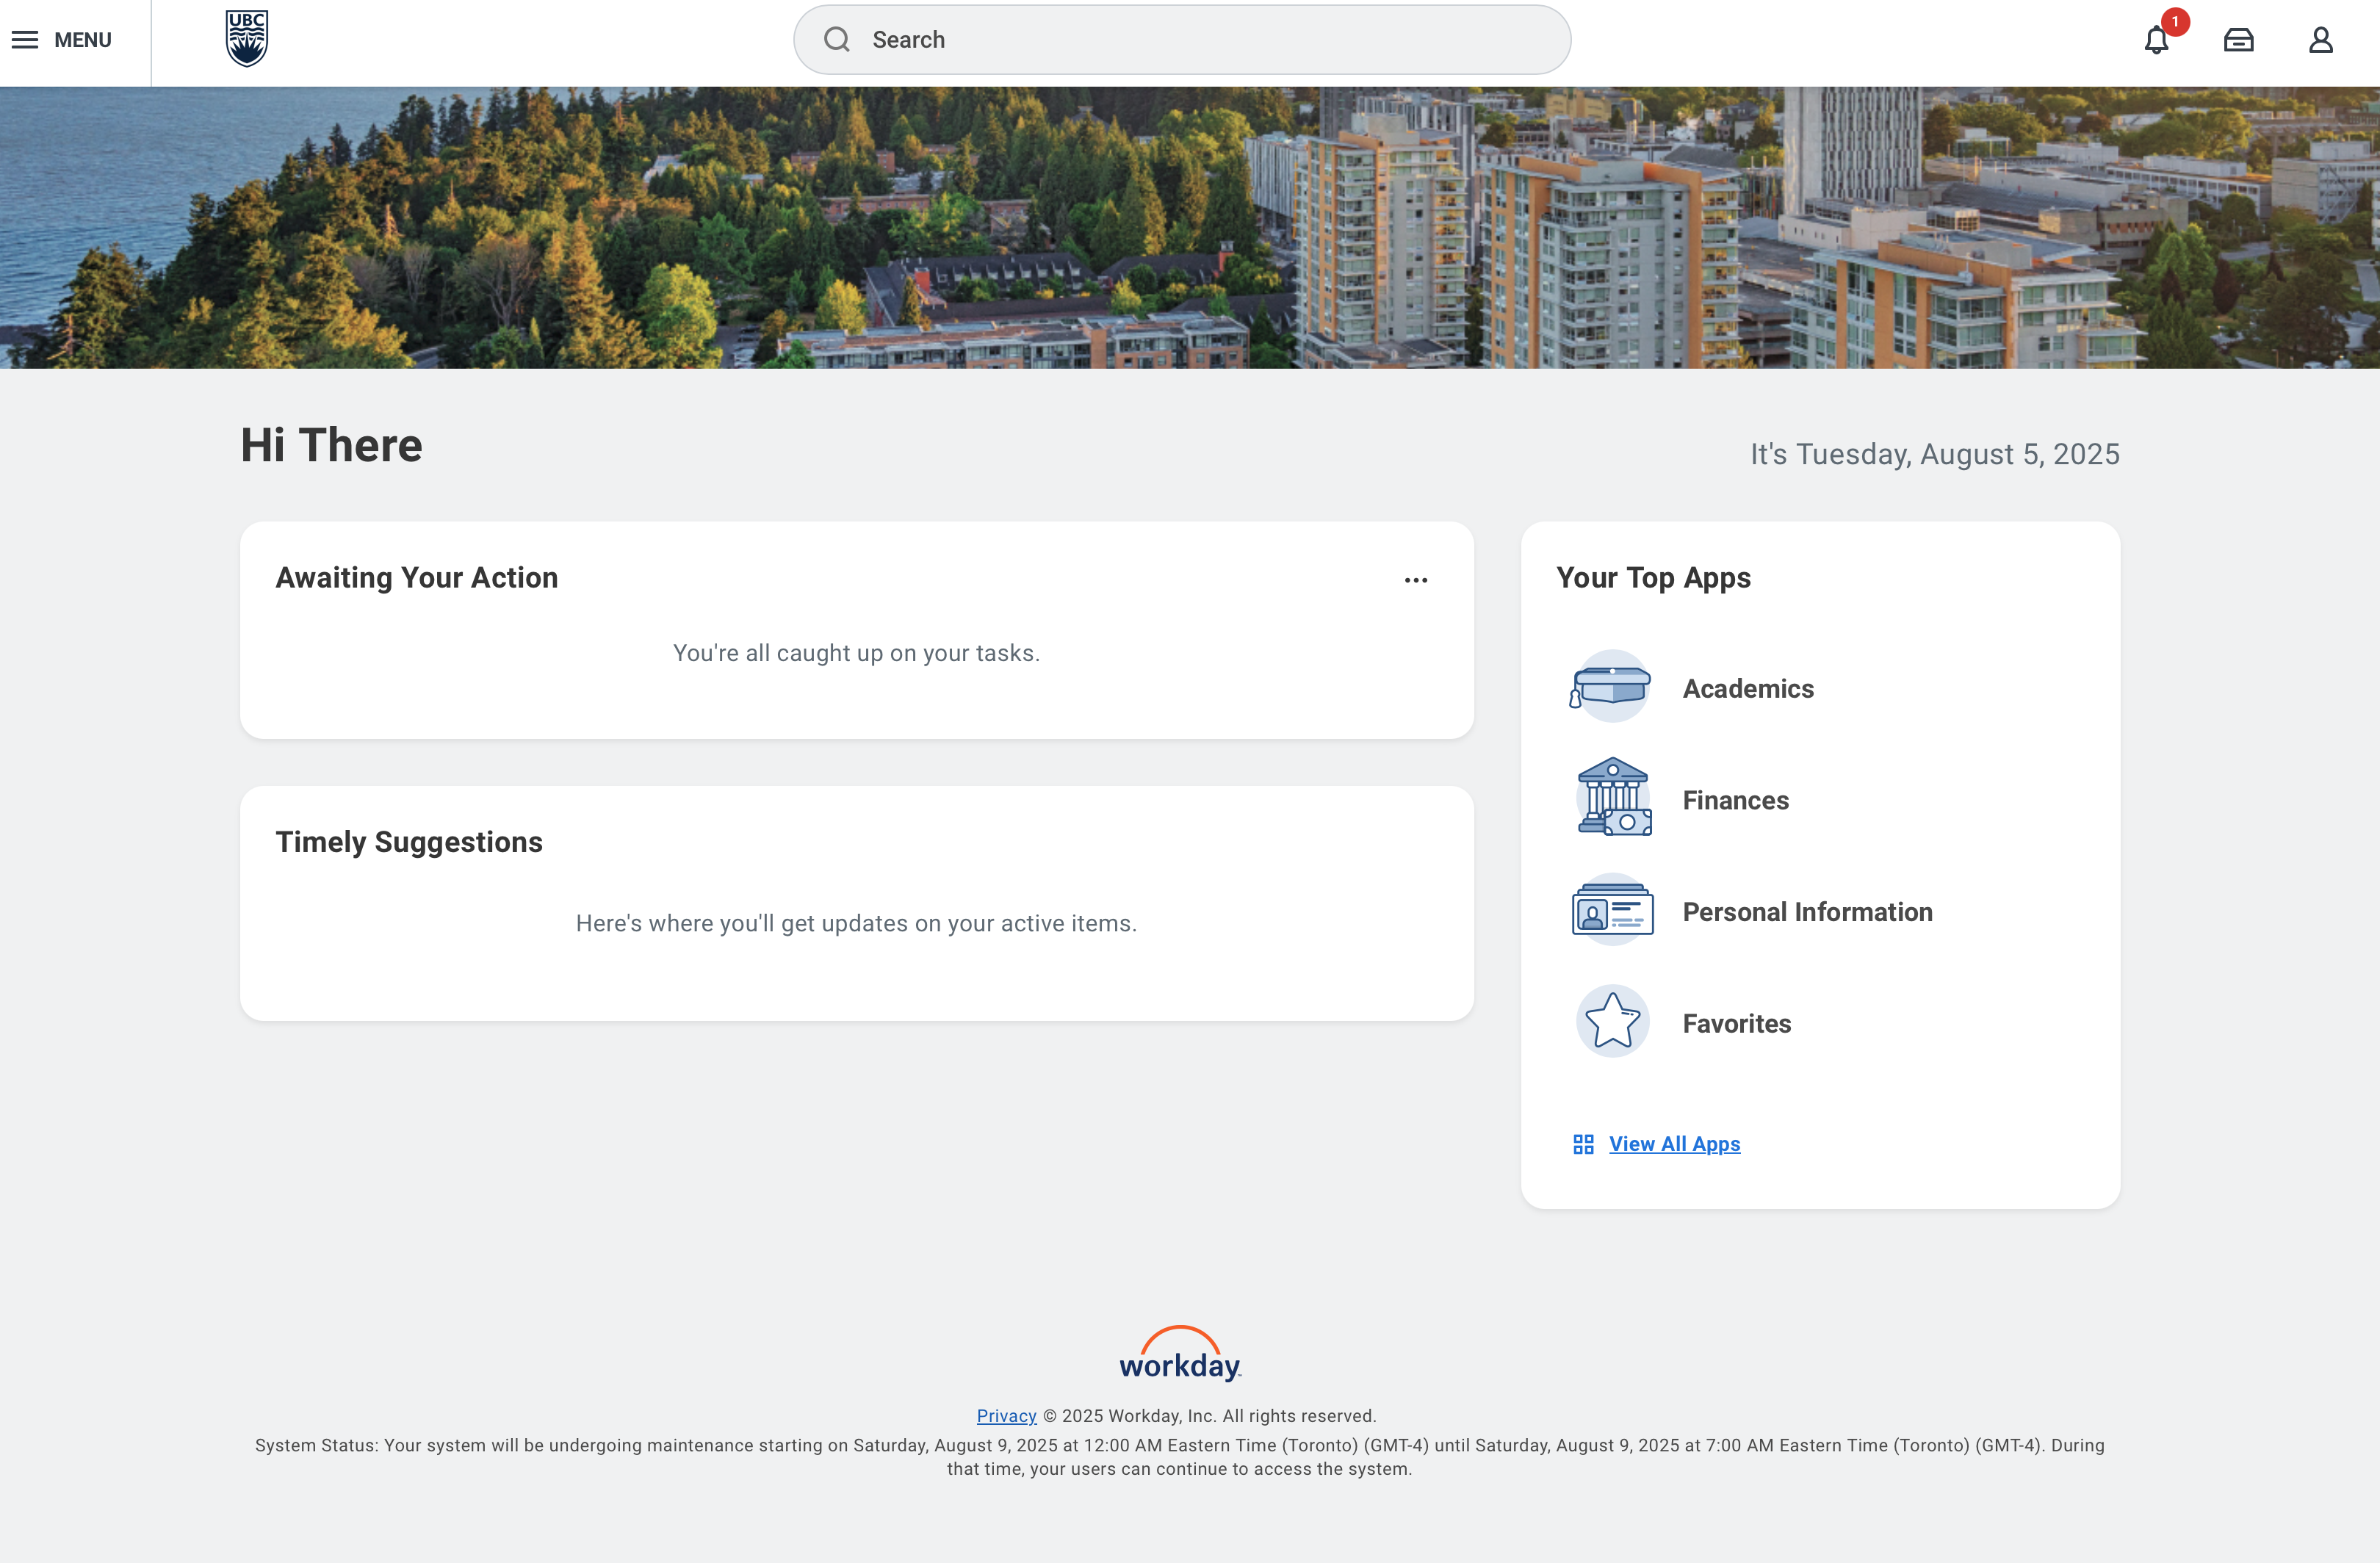 MENU
UBC
Search
1
Hi There
It's Tuesday, August 5, 2025
Awaiting Your Action
You're all caught up on your tasks.
Timely Suggestions
Here's where you'll get updates on your active items.
Your Top Apps
Academics
Finances
Personal Information
Favorites
View All Apps
workday
Privacy © 2025 Workday, Inc. All rights reserved.
System Status: Your system will be undergoing maintenance starting on Saturday, August 9, 2025 at 12:00 AM Eastern Time (Toronto) (GMT-4) until Saturday, August 9, 2025 at 7:00 AM Eastern Time (Toronto) (GMT-4). During
that time, your users can continue to access the system.